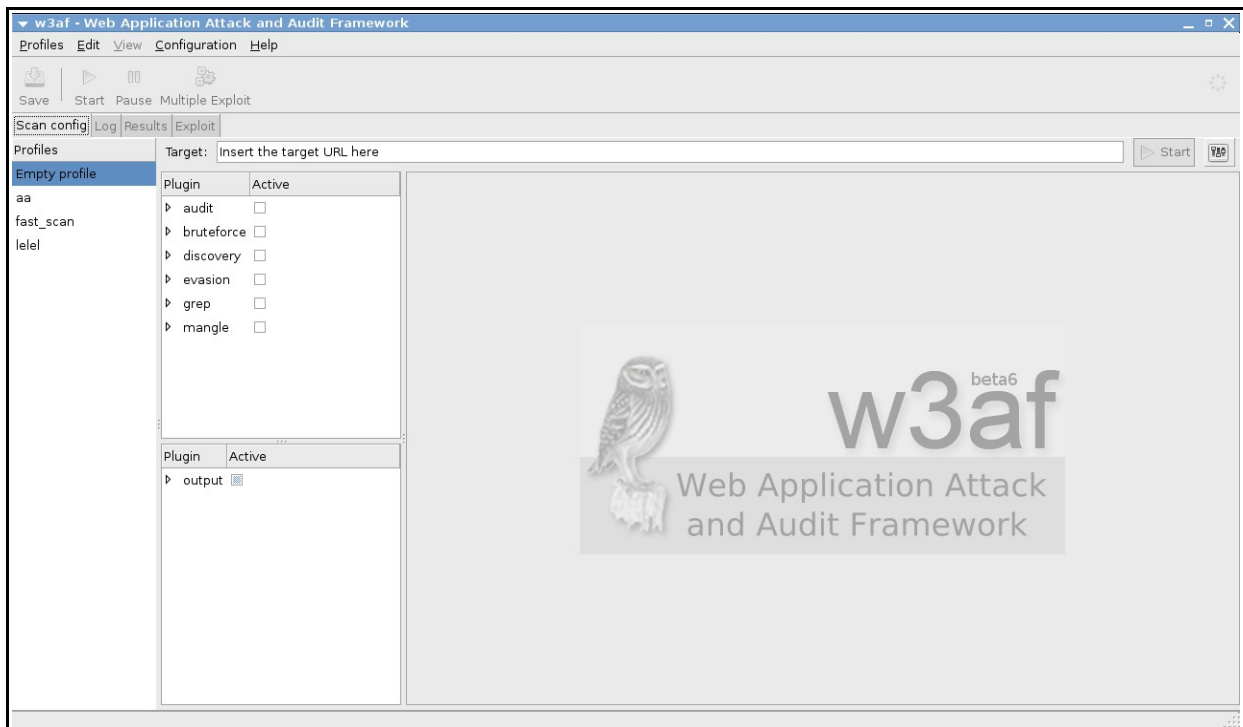 w3af - Web Application Attack and Audit Framework
Profiles Edit View Configuration Help
Save Start Pause Multiple Exploit
Scan config Log Results Exploit
Profiles
Empty profile
aa
fast_scan
lelel
Target: Insert the target URL here Start
Plugin Active
audit
bruteforce
discovery
evasion
grep
mangle
Plugin Active
output
beta6
w3af
Web Application Attack
and Audit Framework